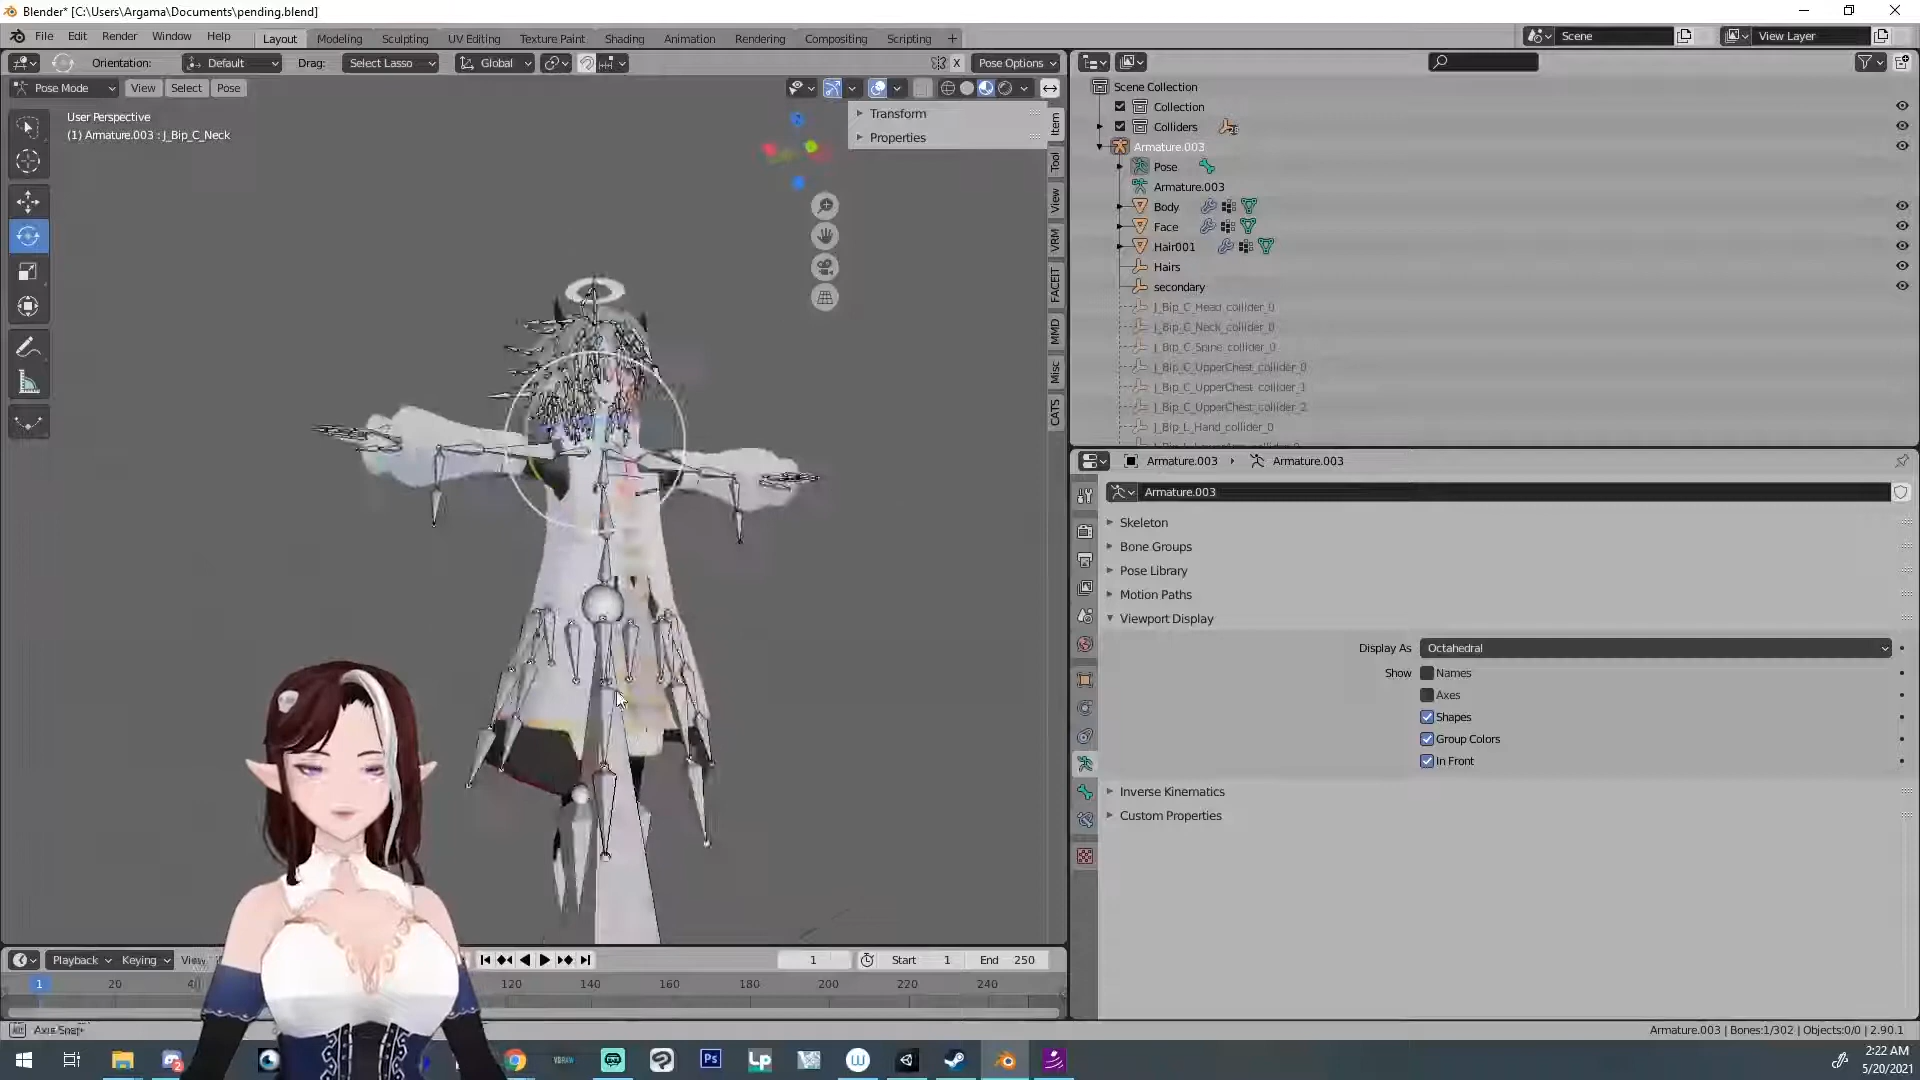 Blender* [C:\Users\Argama\Documents\pending.blend]
File Edit Render Window Help
Layout Modeling Sculpting UV Editing Texture Paint Shading Animation Rendering Compositing Scripting +
Scene
View Layer
Orientation: Default Drag: Select Lasso Global X Pose Options
Pose Mode View Select Pose
User Perspective
(1) Armature.003 : J_Bip_C_Neck
Transform
Properties
Item
Tool
View
VRM
FACEIT
MMD
Misc
CATS
Scene Collection
Collection
Colliders
Armature.003
Pose
Armature.003
Body
Face
Hair001
Hairs
secondary
J_Bip_C_Head_collider_0
J_Bip_C_Neck_collider_0
J_Bip_C_Spine_collider_0
J_Bip_C_UpperChest_collider_0
J_Bip_C_UpperChest_collider_1
J_Bip_C_UpperChest_collider_2
J_Bip_L_Hand_collider_0
Armature.003 Armature.003
Armature.003
Skeleton
Bone Groups
Pose Library
Motion Paths
Viewport Display
Display As Octahedral
Show Names
Axes
Shapes
Group Colors
In Front
Inverse Kinematics
Custom Properties
Playback Keying View
1 Start 1 End 250
1 20 120 140 160 180 200 220 240
Axis Snap
Armature.003 | Bones:1/302 | Objects:0/0 | 2.90.1
2
Ps Lp W
2:22 AM
5/20/2021